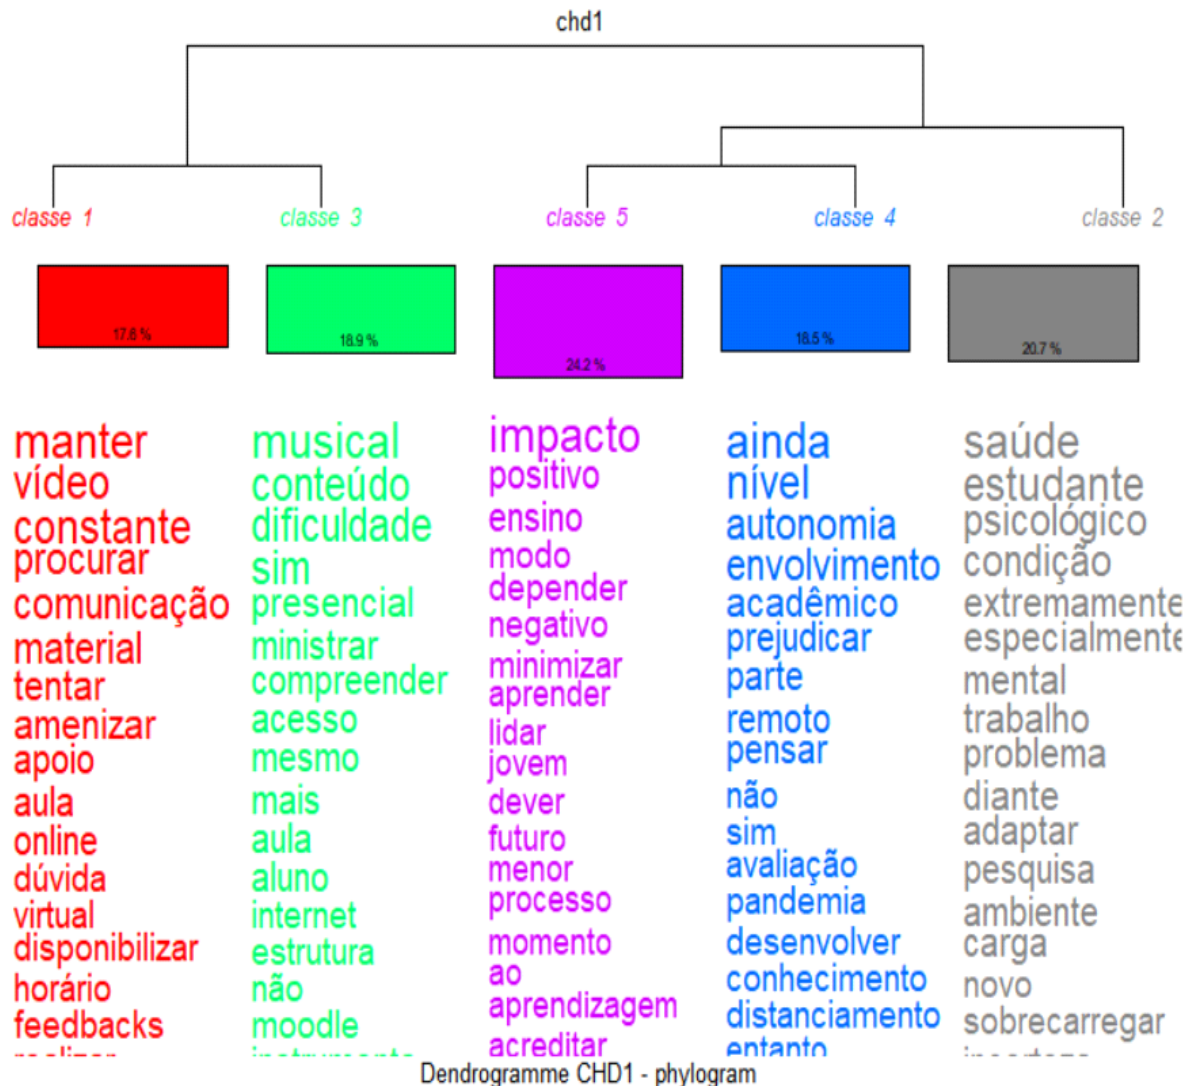 chd1
classe 1
classe 3
classe 5
classe 4
classe 2
17.8 %
18.9 %
24.2 %
18.5 %
20.7 %
manter
vídeo
constante
procurar
comunicação
material
tentar
amenizar
apoio
aula
online
dúvida
virtual
disponibilizar
horário
feedbacks
realizar
musical
conteúdo
dificuldade
sim
presencial
ministrar
compreender
acesso
mesmo
mais
aula
aluno
internet
estrutura
não
moodle
instrumento
impacto
positivo
ensino
modo
depender
negativo
minimizar
aprender
lidar
jovem
dever
futuro
menor
processo
momento
ao
aprendizagem
acreditar
ainda
nível
autonomia
envolvimento
acadêmico
prejudicar
parte
remoto
pensar
não
sim
avaliação
pandemia
desenvolver
conhecimento
distanciamento
entanto
saúde
estudante
psicológico
condição
extremamente
especialmente
mental
trabalho
problema
diante
adaptar
pesquisa
ambiente
carga
novo
sobrecarregar
Dendrogramme CHD1 - phylogram